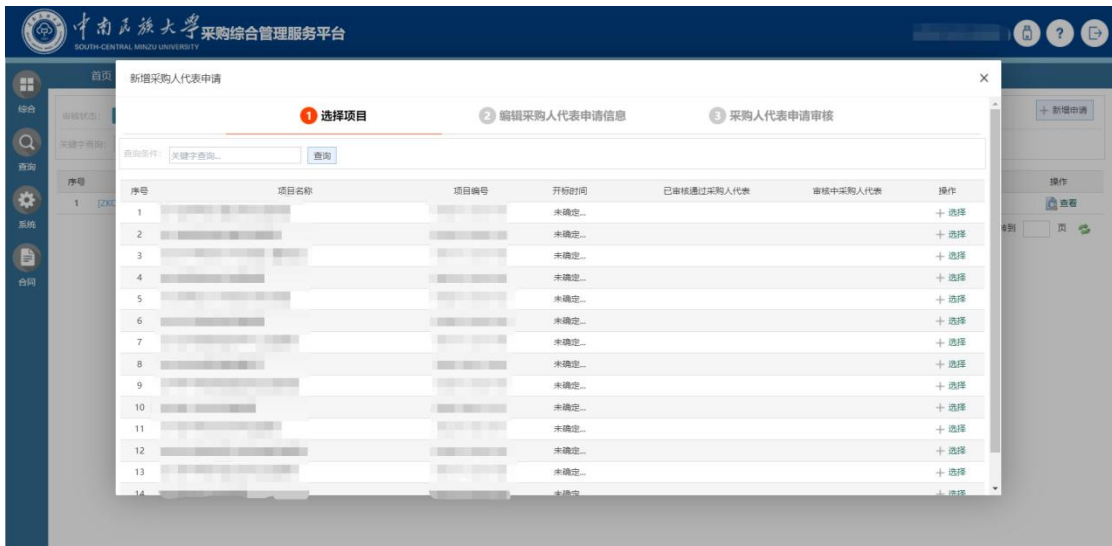 中南民族大学 采购综合管理服务平台
SOUTH-CENTRAL MINZU UNIVERSITY
首页
综合
查询
系统
合同
审核状态:
关键字查询:
+ 新增申请
序号 操作
1 [ZKC 查看
页
新增采购人代表申请 ×
1 选择项目 2 编辑采购人代表申请信息 3 采购人代表申请审核
查询条件: 关键字查询... 查询
序号 项目名称 项目编号 开标时间 已审核通过采购人代表 审核中采购人代表 操作
1 未确定... + 选择
2 未确定... + 选择
3 未确定... + 选择
4 未确定... + 选择
5 未确定... + 选择
6 未确定... + 选择
7 未确定... + 选择
8 未确定... + 选择
9 未确定... + 选择
10 未确定... + 选择
11 未确定... + 选择
12 未确定... + 选择
13 未确定... + 选择
14 未确定 + 选择